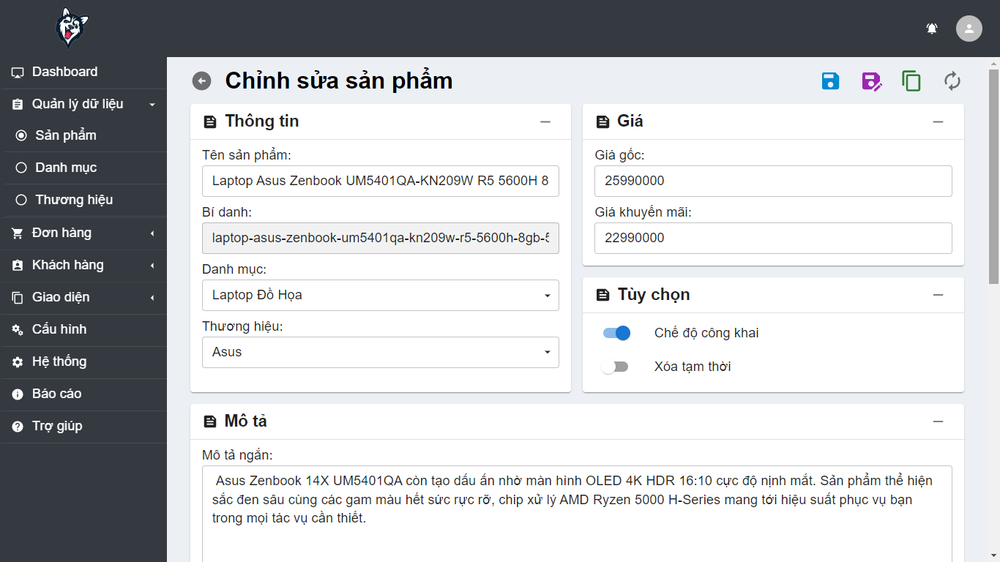 Dashboard
Quản lý dữ liệu
Sản phẩm
Danh mục
Thương hiệu
Đơn hàng
Khách hàng
Giao diện
Cấu hình
Hệ thống
Báo cáo
Trợ giúp
Chỉnh sửa sản phẩm
Thông tin
Tên sản phẩm:
Laptop Asus Zenbook UM5401QA-KN209W R5 5600H 8
Bí danh:
laptop-asus-zenbook-um5401qa-kn209w-r5-5600h-8gb-5
Danh mục:
Laptop Đồ Họa
Thương hiệu:
Asus
Giá
Giá gốc:
25990000
Giá khuyến mãi:
22990000
Tùy chọn
Chế độ công khai
Xóa tạm thời
Mô tả
Mô tả ngắn:
Asus Zenbook 14X UM5401QA còn tạo dấu ấn nhờ màn hình OLED 4K HDR 16:10 cực độ nịnh mắt. Sản phẩm thể hiện
sắc đen sâu cùng các gam màu hết sức rực rỡ, chip xử lý AMD Ryzen 5000 H-Series mang tới hiệu suất phục vụ bạn
trong mọi tác vụ cần thiết.